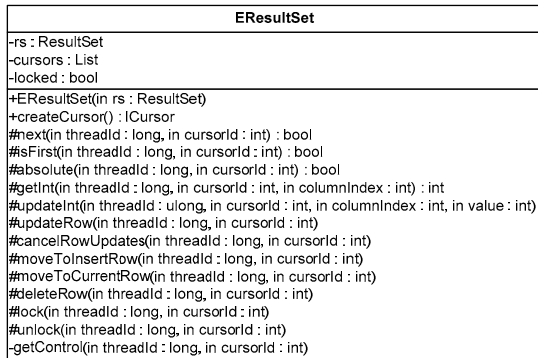 EResultSet
-rs : ResultSet
-cursors : List
-locked : bool
+EResultSet(in rs : ResultSet)
+createCursor() : ICursor
#next(in threadId : long, in cursorId : int) : bool
#isFirst(in threadId : long, in cursorId : int) : bool
#absolute(in threadId : long, in cursorId : int) : bool
#getInt(in threadId : long, in cursorId : int, in columnIndex : int) : int
#updateInt(in threadId : ulong, in cursorId : int, in columnIndex : int, in value : int)
#updateRow(in threadId : long, in cursorId : int)
#cancelRowUpdates(in threadId : long, in cursorId : int)
#moveToInsertRow(in threadId : long, in cursorId : int)
#moveToCurrentRow(in threadId : long, in cursorId : int)
#deleteRow(in threadId : long, in cursorId : int)
#lock(in threadId : long, in cursorId : int)
#unlock(in threadId : long, in cursorId : int)
-getControl(in threadId : long, in cursorId : int)